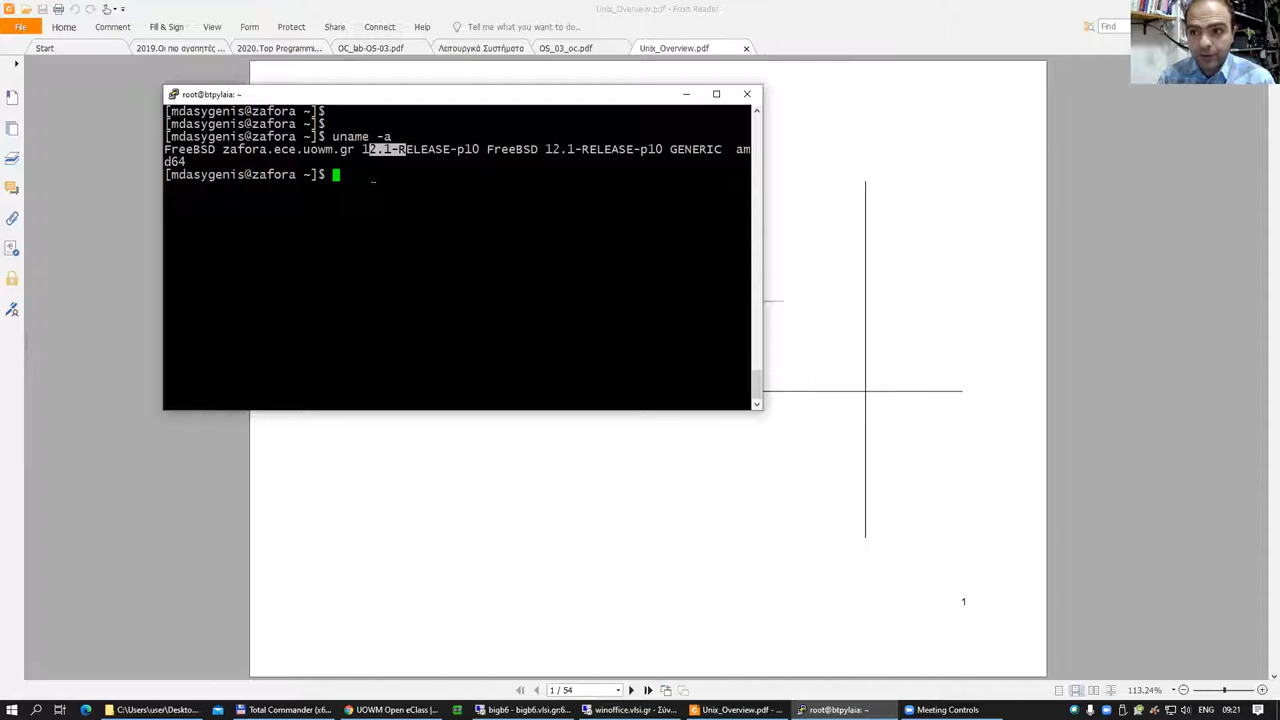 Unix_Overview.pdf - Foxit Reader
File
Home
Comment
Fill & Sign
View
Form
Protect
Share
Connect
Help
Tell me what you want to do..
Find
Start
2019.Οι πιο αγαπητές ...
2020.Top Programmi...
OC_lab-OS-03.pdf
Λειτουργικά Συστήματα
OS_03_oc.pdf
Unix_Overview.pdf
root@btpylaia: ~
[mdasygenis@zafora ~]$
[mdasygenis@zafora ~]$
[mdasygenis@zafora ~]$ uname -a
FreeBSD zafora.ece.uowm.gr 12.1-RELEASE-p10 FreeBSD 12.1-RELEASE-p10 GENERIC  am
d64
[mdasygenis@zafora ~]$
1
1 / 54
113.24%
C:\Users\user\Deskto...
Total Commander (x6...
UOWM Open eClass |...
bigb6 - bigb6.vlsi.gr:6...
winoffice.vlsi.gr - Σύν...
Unix_Overview.pdf - ...
root@btpylaia: ~
Meeting Controls
ENG
09:21